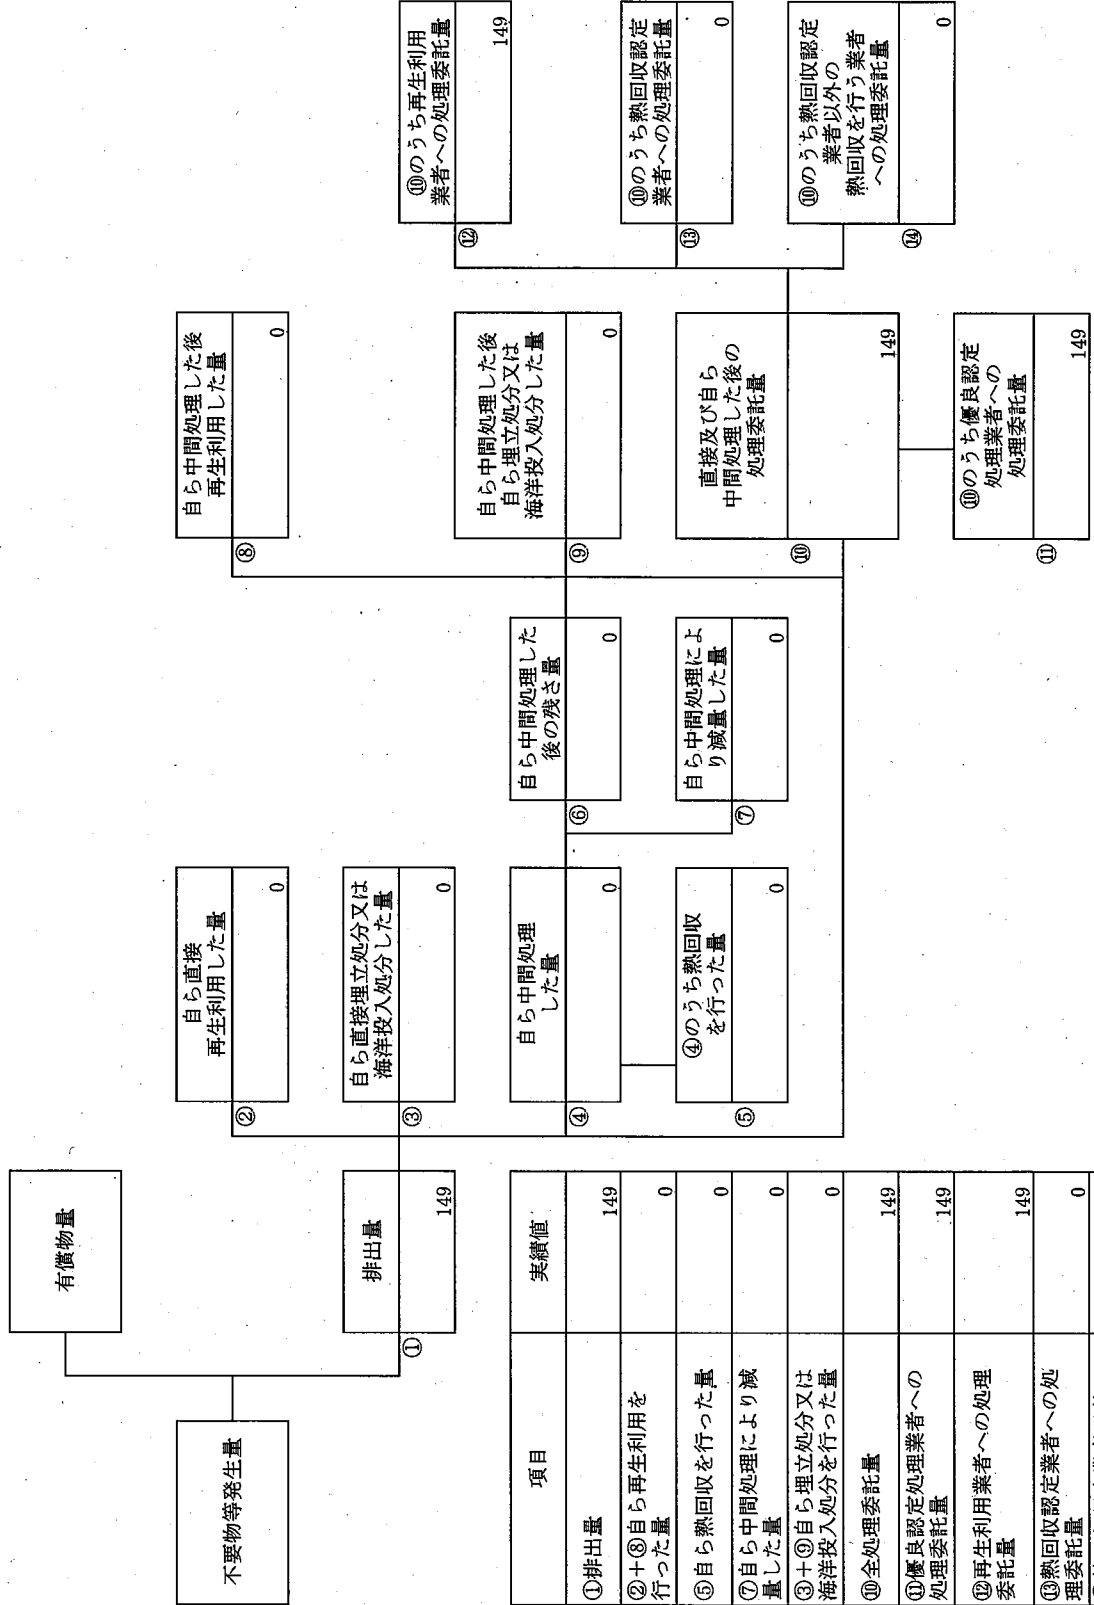 有償物量
不要物等発生量
排出量
①
149
自ら直接
再生利用した量
②
0
自ら直接埋立処分又は
海洋投入処分した量
③
0
自ら中間処理
した量
④
0
④のうち熱回収
を行った量
⑤
0
自ら中間処理した
後の残さ量
⑥
0
自ら中間処理によ
り減量した量
⑦
0
自ら中間処理した後
再生利用した量
⑧
0
自ら中間処理した後
自ら埋立処分又は
海洋投入処分した量
⑨
0
直接及び自ら
中間処理した後の
処理委託量
⑩
149
⑩のうち優良認定
処理業者への
処理委託量
⑪
149
⑩のうち再生利用
業者への処理委託量
⑫
149
⑩のうち熱回収認定
業者への処理委託量
⑬
0
⑩のうち熱回収認定
業者以外の
熱回収を行う業者
への処理委託量
⑭
0
項目 実績値
①排出量 149
②+⑧自ら再生利用を
行った量 0
⑤自ら熱回収を行った量 0
⑦自ら中間処理により減
量した量 0
③+⑨自ら埋立処分又は
海洋投入処分を行った量 0
⑩全処理委託量 149
⑪優良認定処理業者への
処理委託量 149
⑫再生利用業者への処理
委託量 149
⑬熱回収認定業者への処
理委託量 0